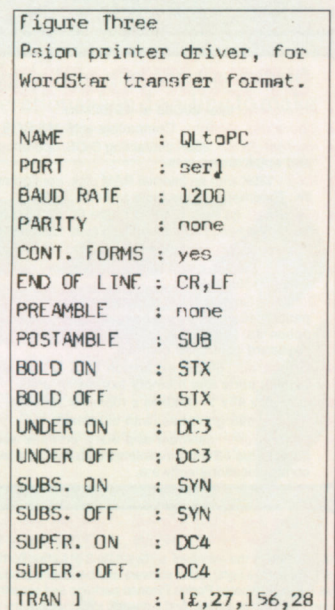 Figure Three
Psion printer driver, for
WordStar transfer format.
NAME : QLtoPC
PORT : ser1
BAUD RATE : 1200
PARITY : none
CONT. FORMS : yes
END OF LINE : CR,LF
PREAMBLE : none
POSTAMBLE : SUB
BOLD ON : STX
BOLD OFF : STX
UNDER ON : DC3
UNDER OFF : DC3
SUBS. ON : SYN
SUBS. OFF : SYN
SUPER. ON : DC4
SUPER. OFF : DC4
TRAN 1 : '£,27,156,28